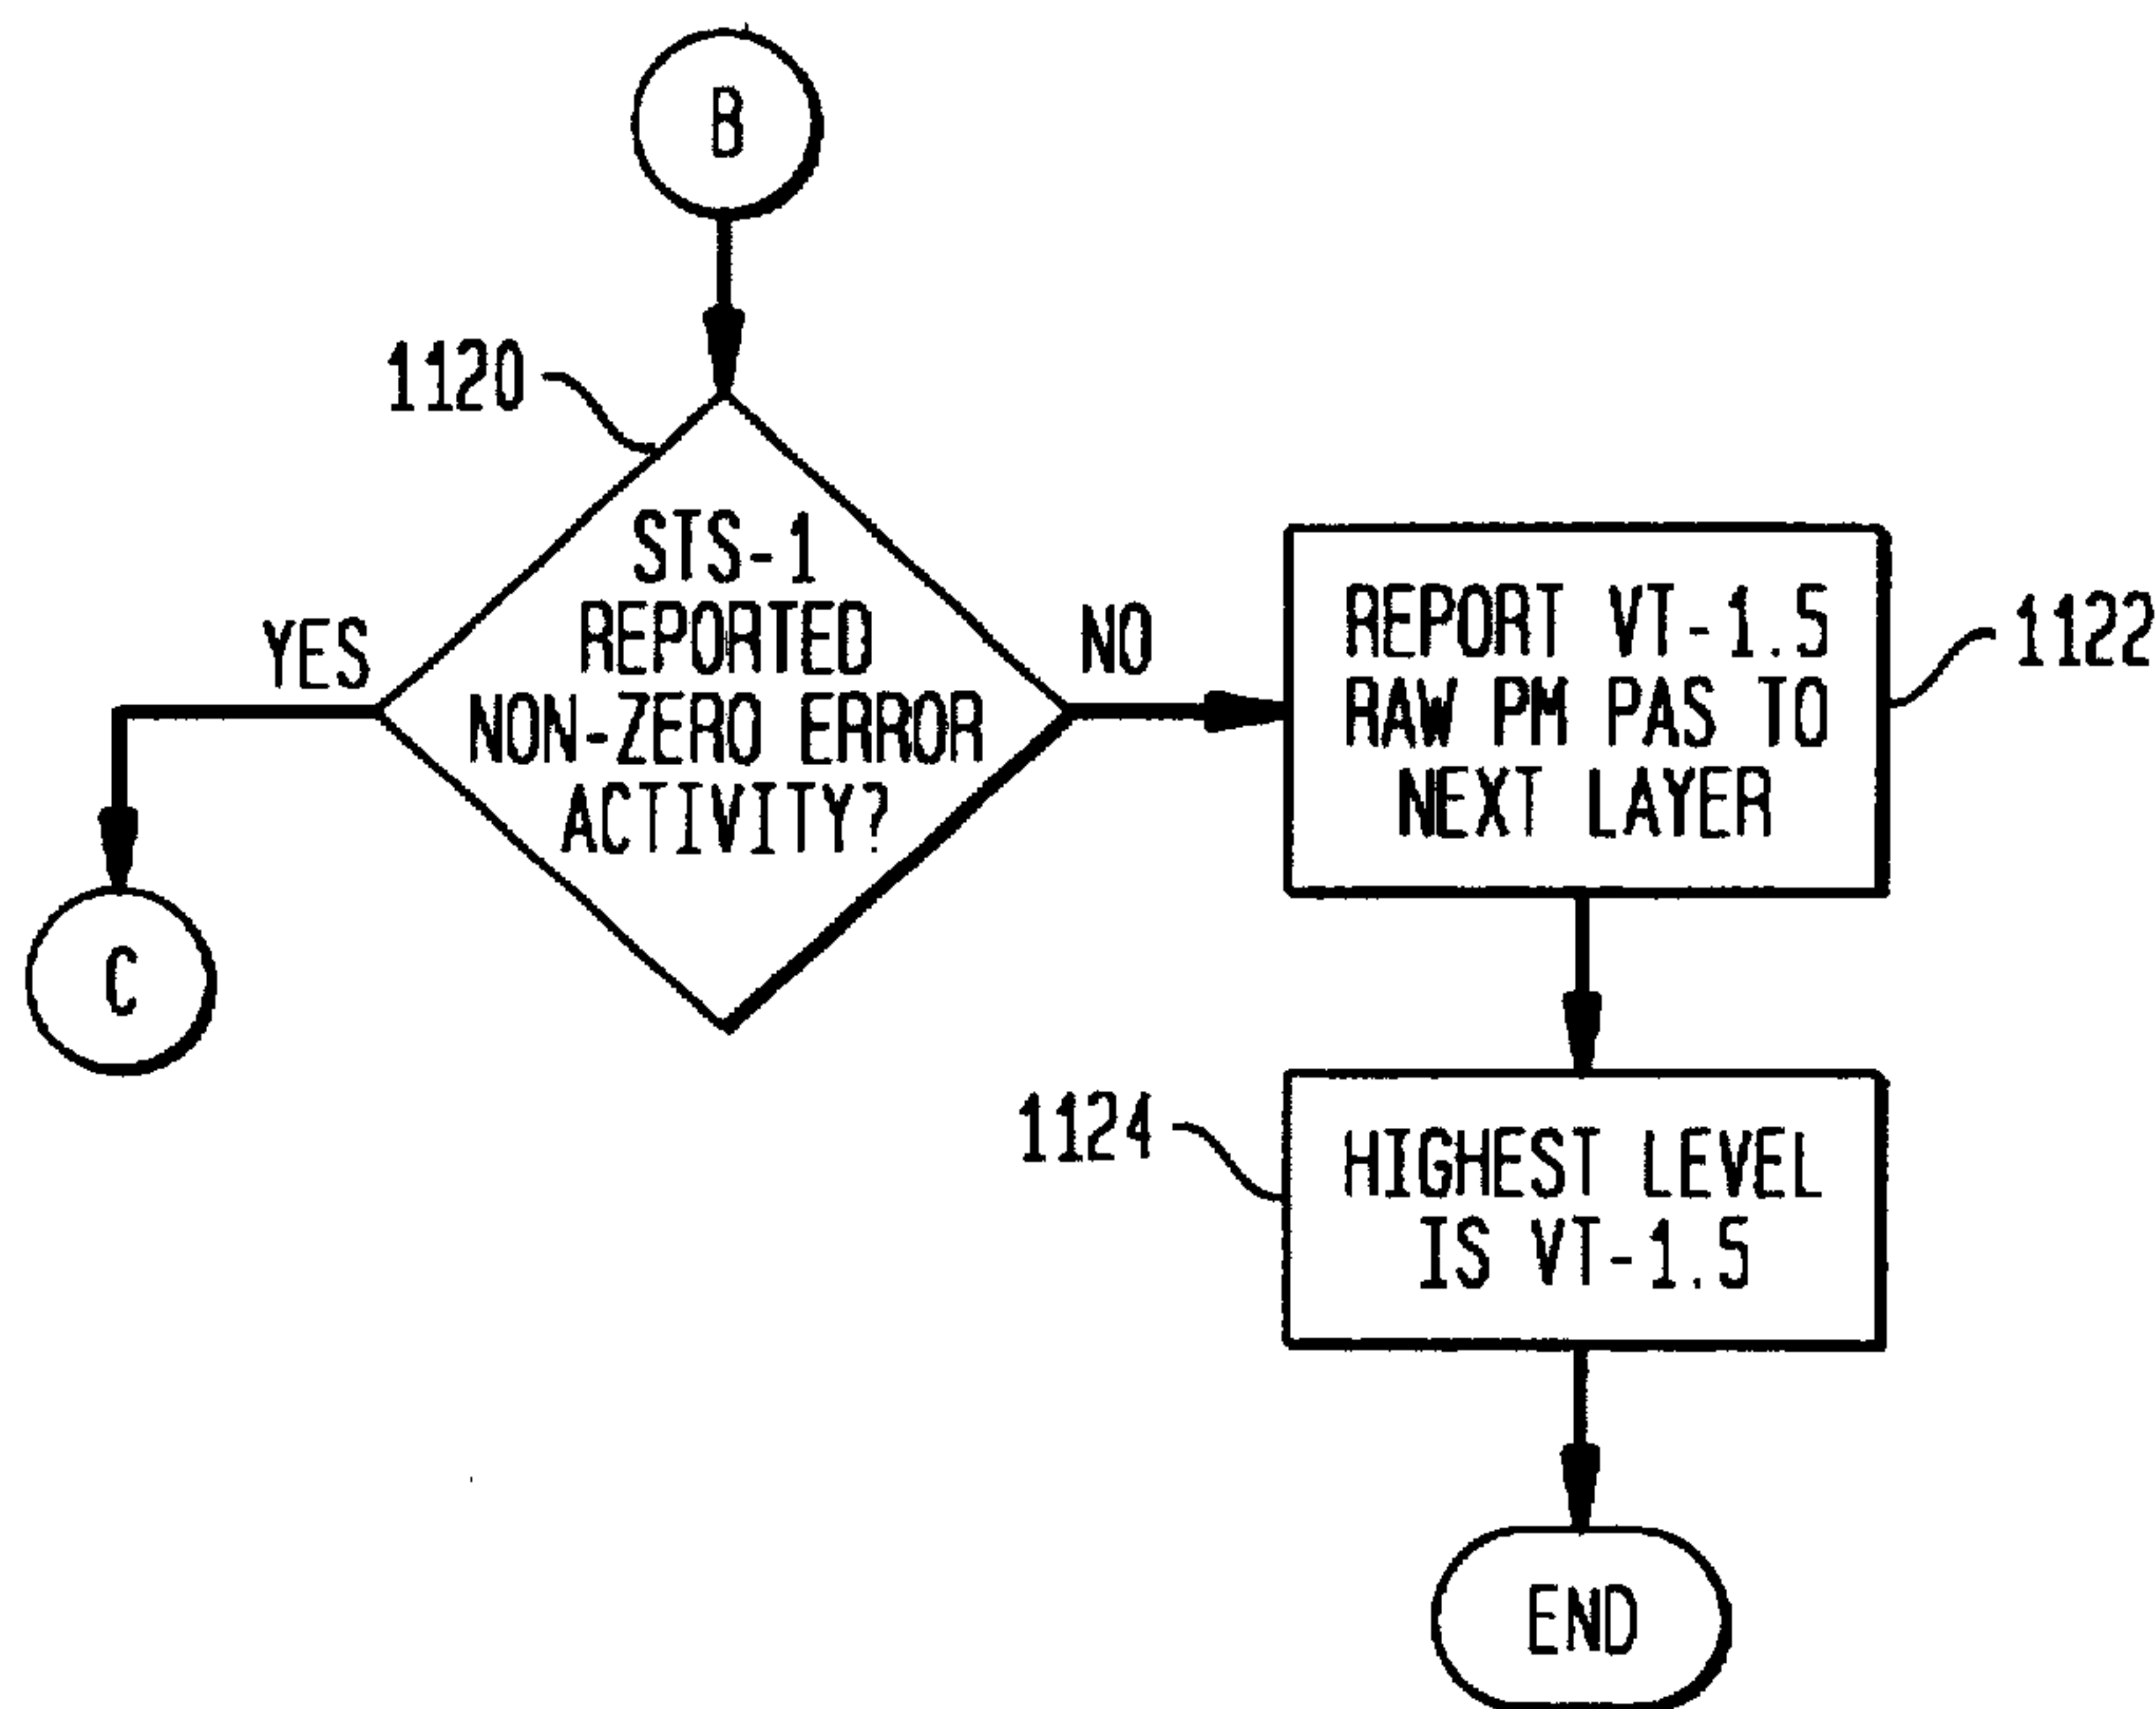 B
1120
STS-1
REPORTED
NON-ZERO ERROR
ACTIVITY?
YES
NO
C
REPORT VT-1.5
RAW PM PAS TO
NEXT LAYER
1122
1124
HIGHEST LEVEL
IS VT-1.5
END